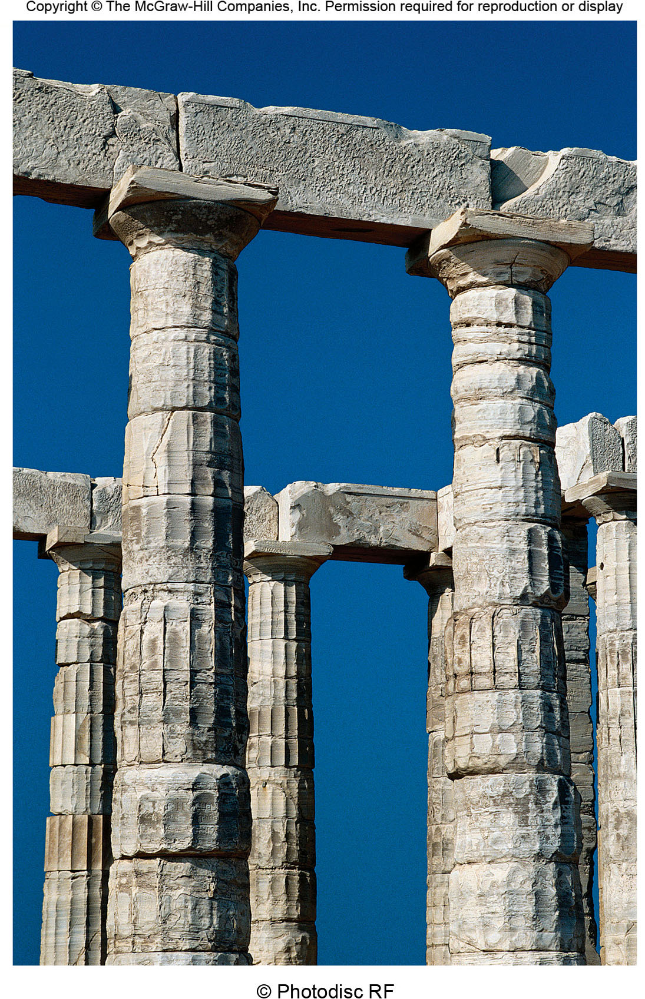 Copyright © The McGraw-Hill Companies, Inc. Permission required for reproduction or display
© Photodisc RF